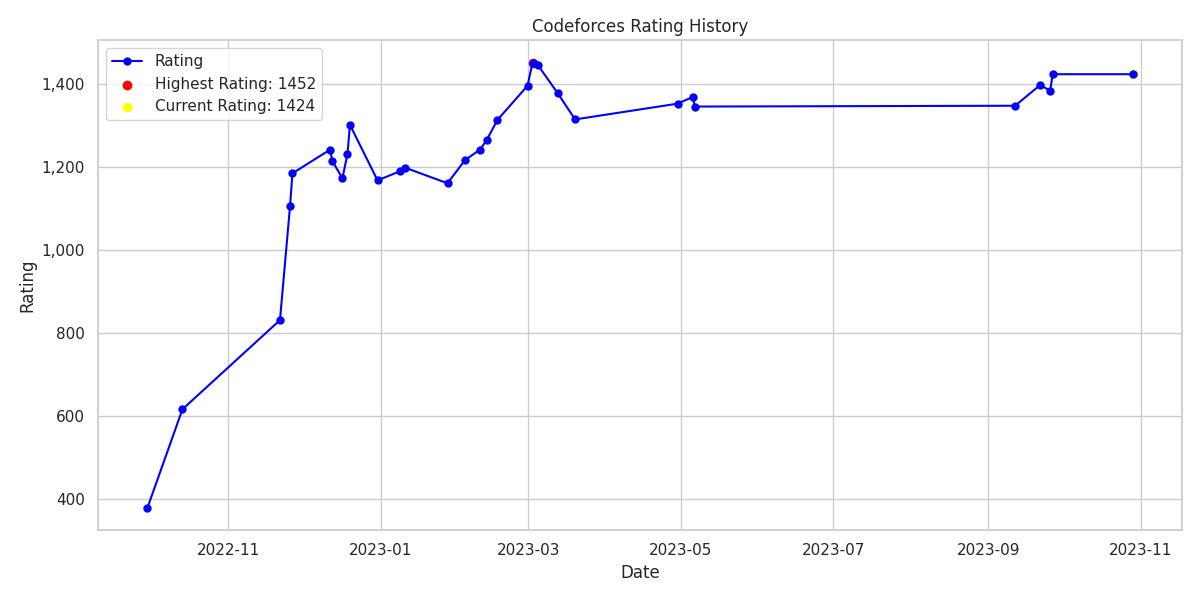 Codeforces Rating History
Rating
Highest Rating: 1452
Current Rating: 1424
1,400
1,200
1,000
800
600
400
Rating
2022-11 2023-01 2023-03 2023-05 2023-07 2023-09 2023-11
Date